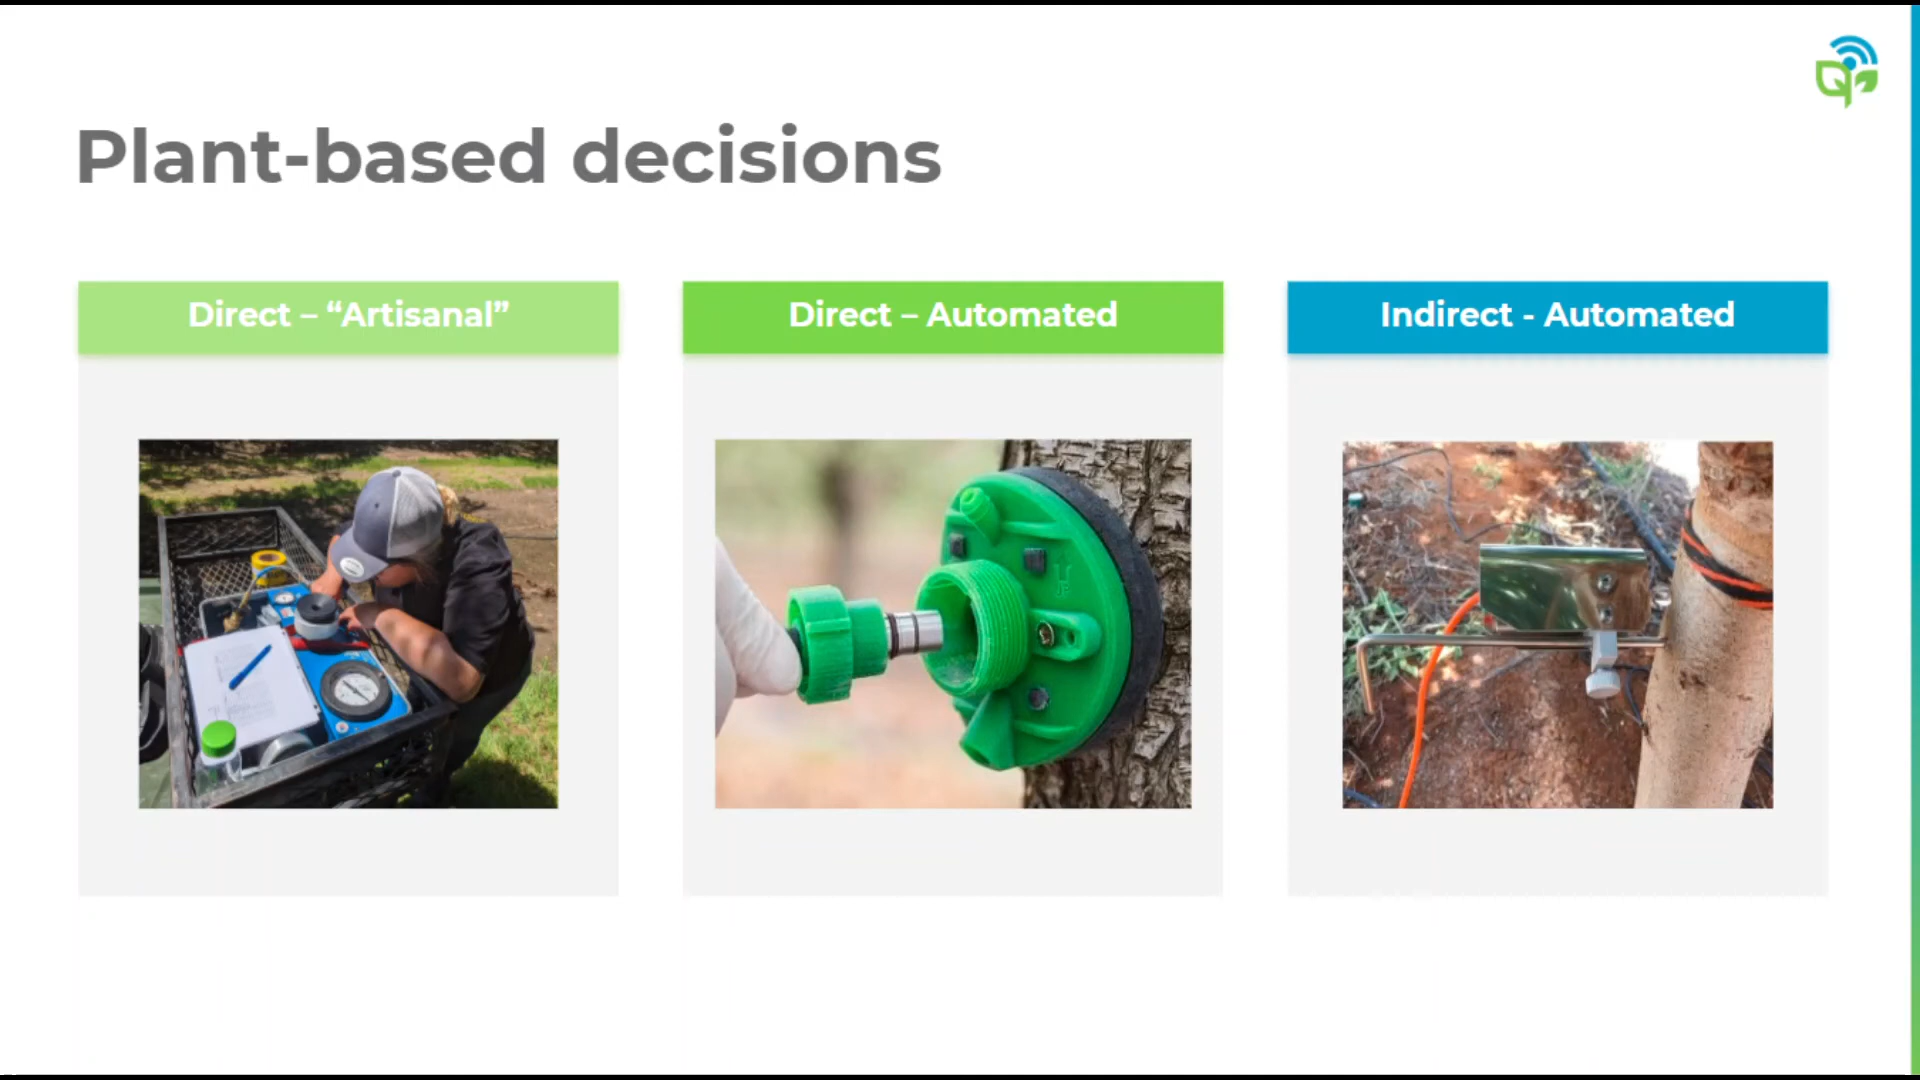 Plant-based decisions
Direct – “Artisanal”
Direct – Automated
Indirect - Automated